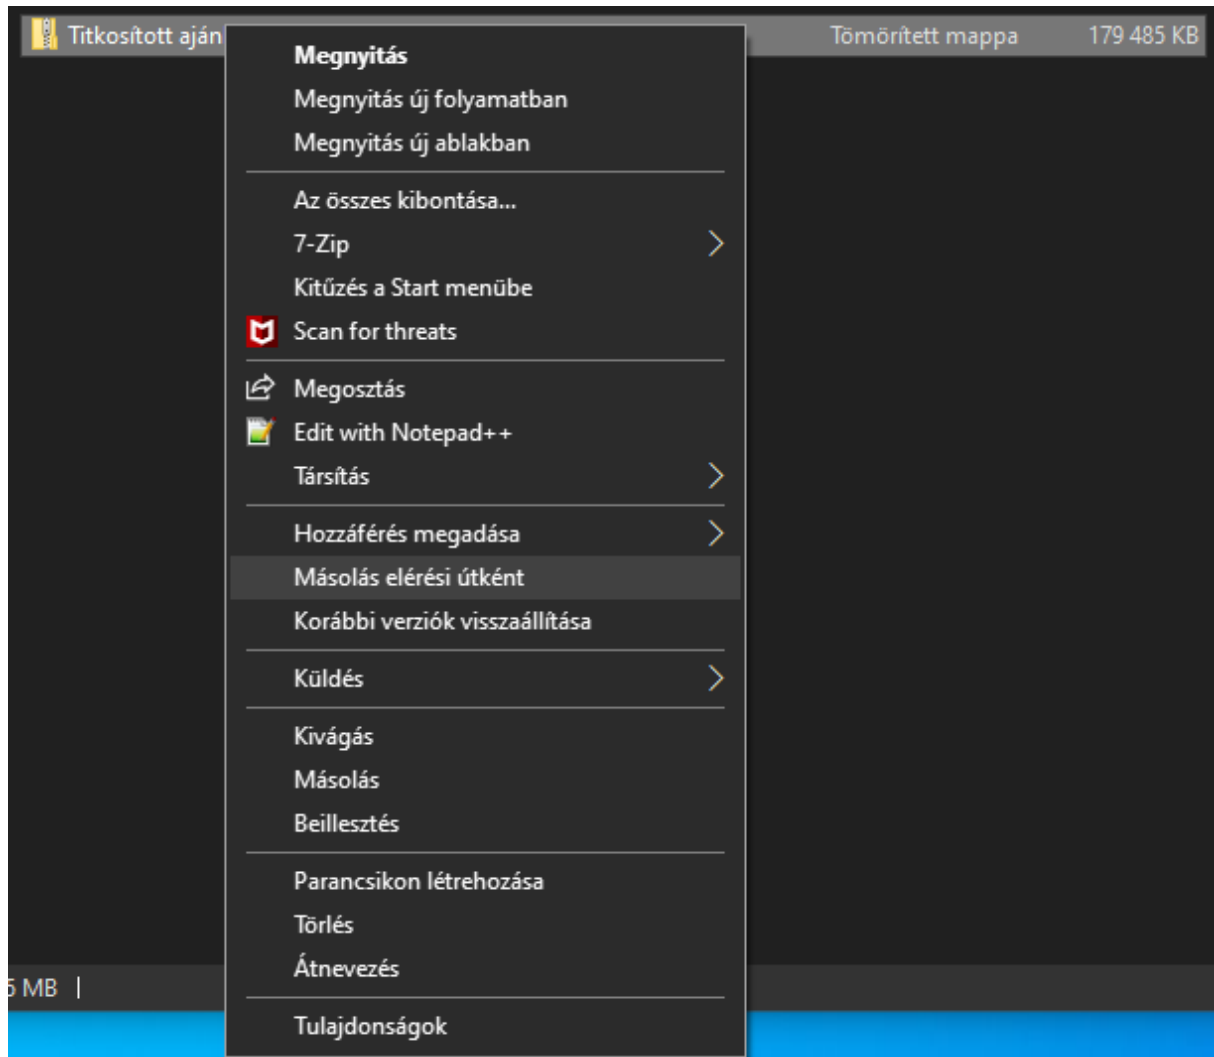 Titkosított aján Tömörített mappa 179 485 KB
Megnyitás
Megnyitás új folyamatban
Megnyitás új ablakban
Az összes kibontása...
7-Zip
Kitűzés a Start menübe
Scan for threats
Megosztás
Edit with Notepad++
Társítás
Hozzáférés megadása
Másolás elérési útként
Korábbi verziók visszaállítása
Küldés
Kivágás
Másolás
Beillesztés
Parancsikon létrehozása
Törlés
Átnevezés
5 MB
Tulajdonságok